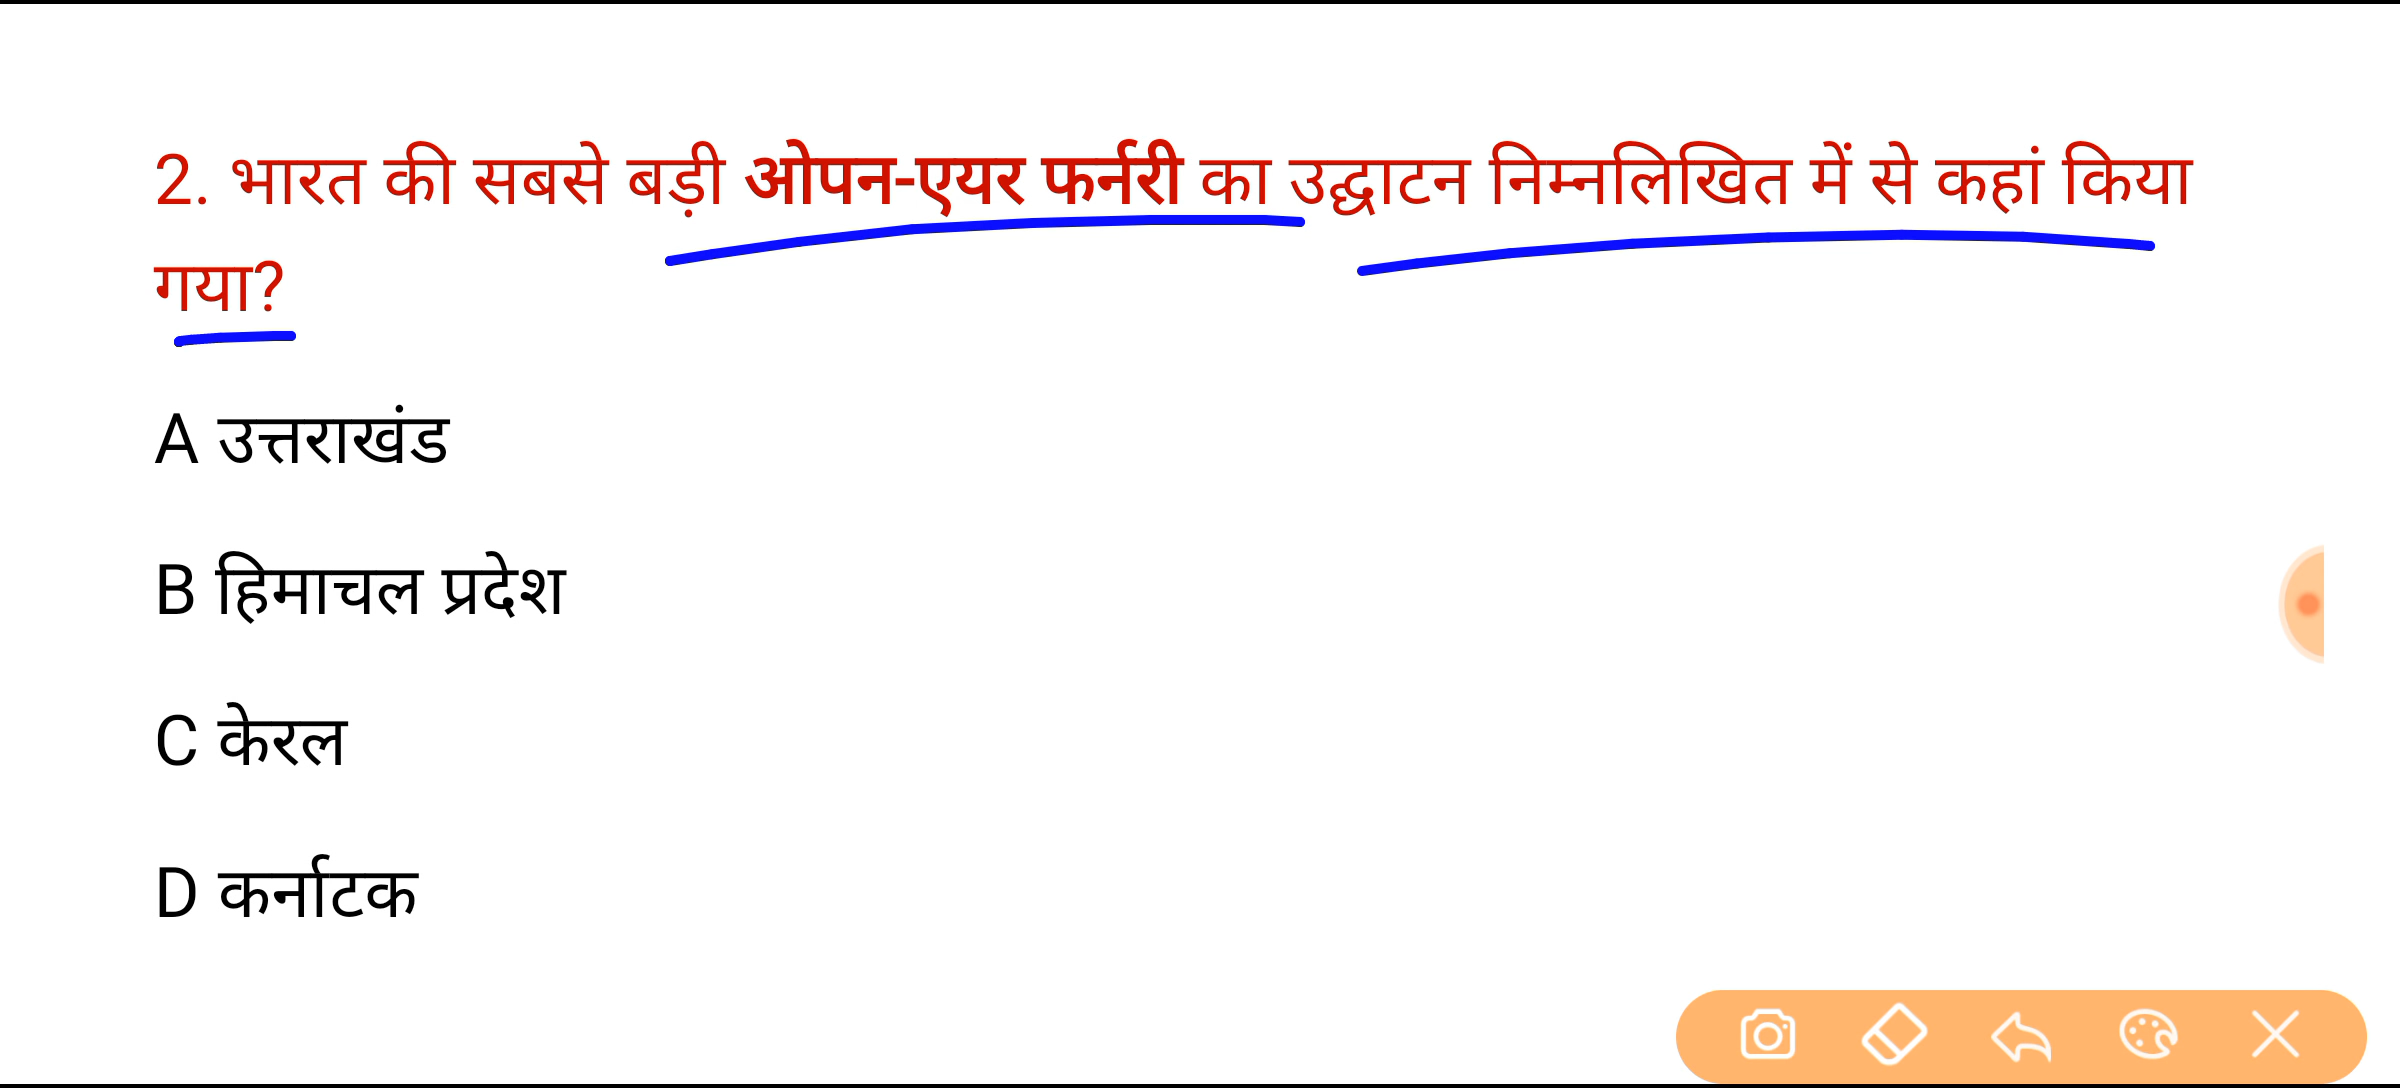 2. भारत की सबसे बड़ी ओपन-एयर फर्नरी का उद्घाटन निम्नलिखित में से कहां किया
गया?
A उत्तराखंड
B हिमाचल प्रदेश
C केरल
D कर्नाटक